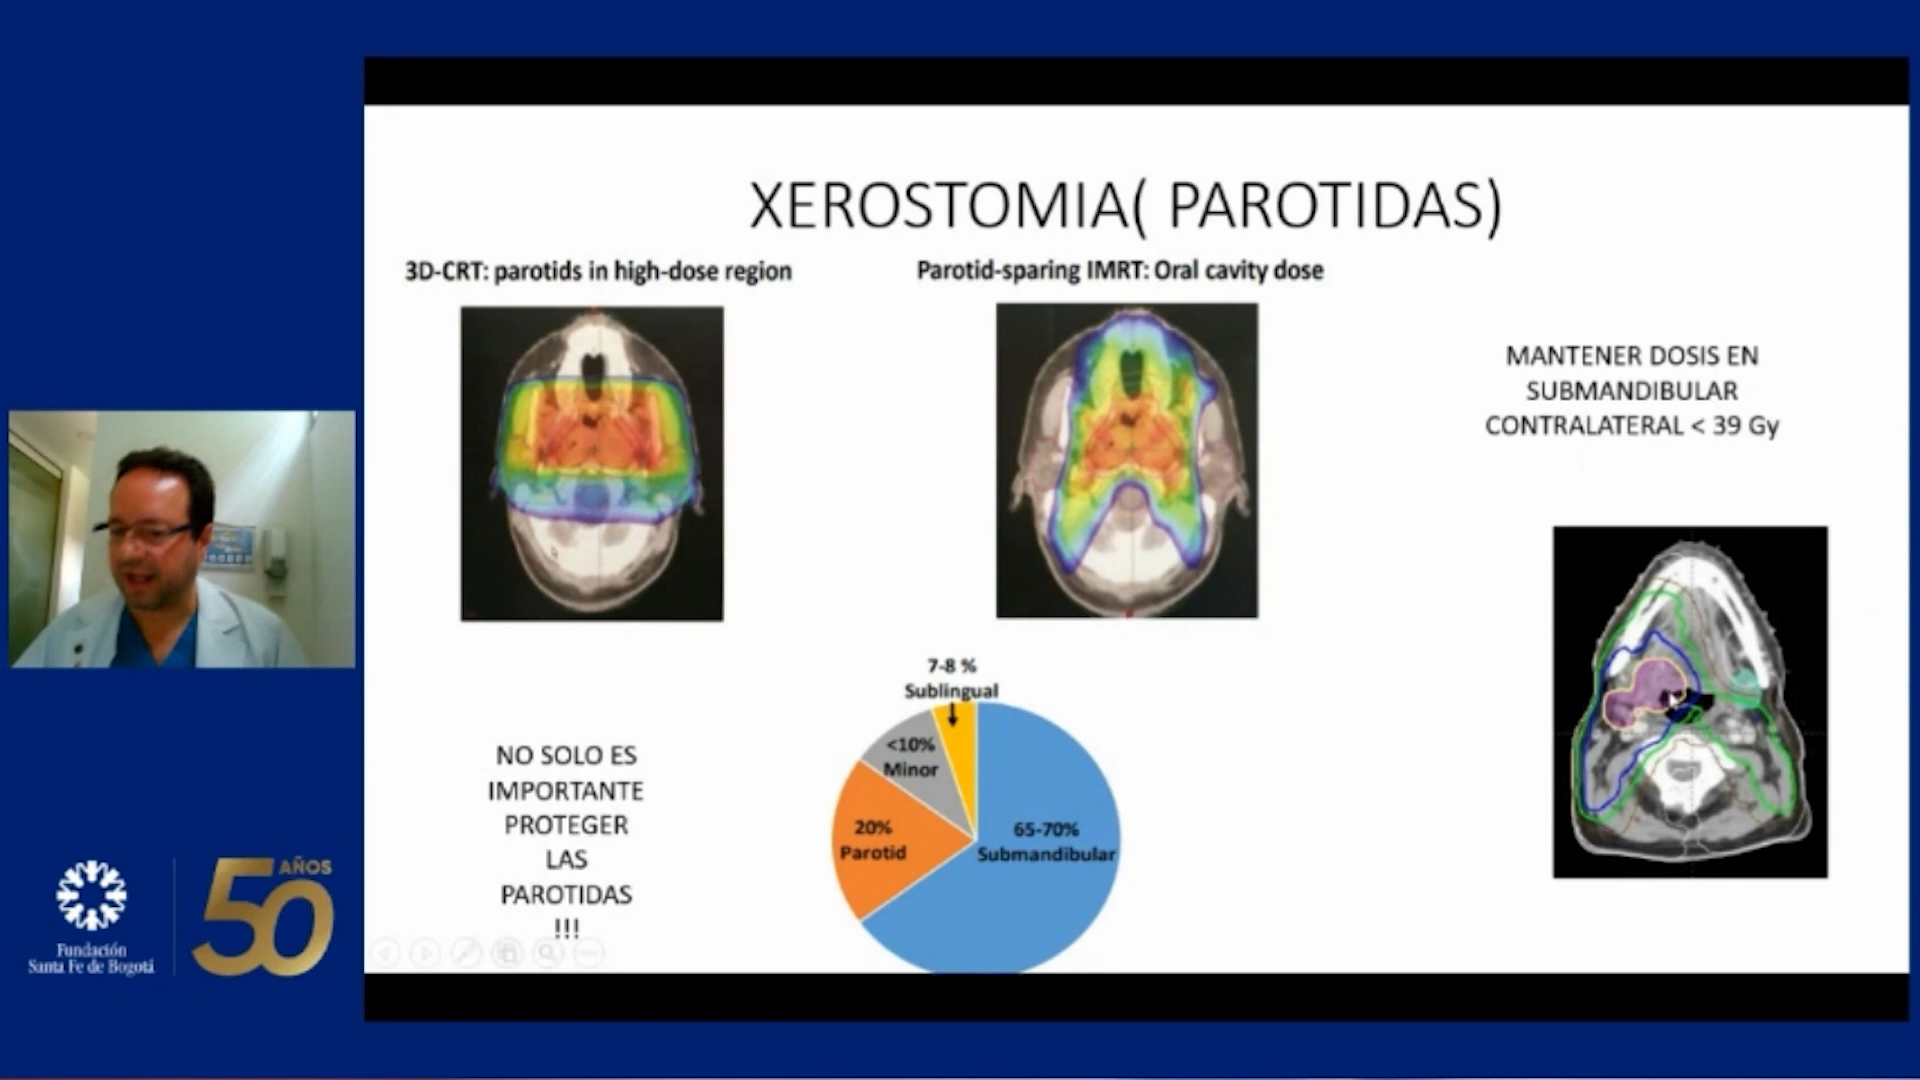 XEROSTOMIA( PAROTIDAS)
3D-CRT: parotids in high-dose region
Parotid-sparing IMRT: Oral cavity dose
MANTENER DOSIS EN
SUBMANDIBULAR
CONTRALATERAL < 39 Gy
NO SOLO ES
IMPORTANTE
PROTEGER
LAS
PAROTIDAS
!!!
7-8 %
Sublingual
<10%
Minor
20%
Parotid
65-70%
Submandibular
Fundación
Santa Fe de Bogotá
50
AÑOS